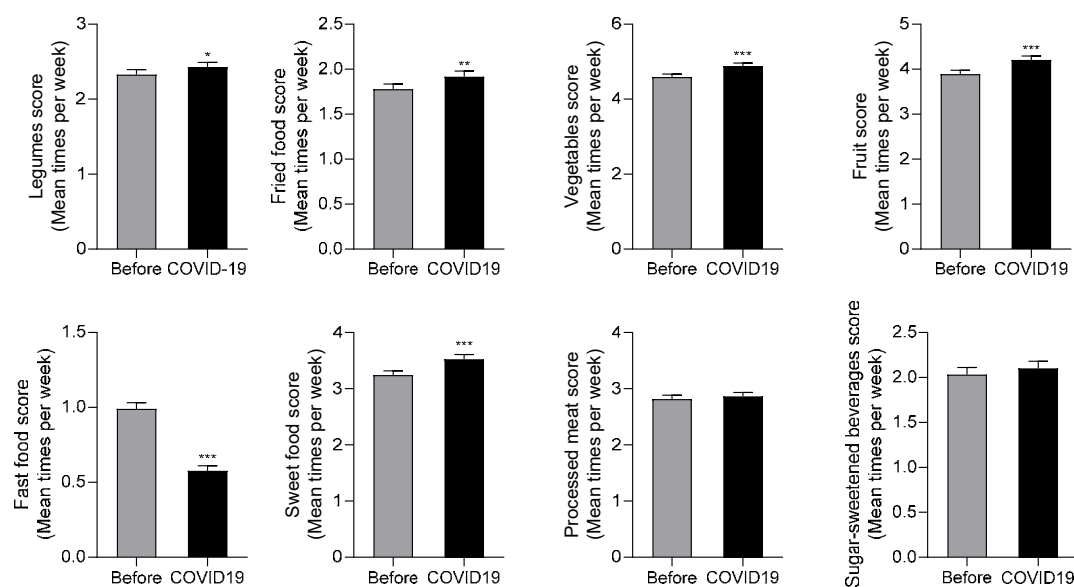 Legumes score
(Mean times per week)
3
2
1
0
*
Before COVID-19
Fried food score
(Mean times per week)
2.5
2.0
1.5
1.0
0.5
0.0
**
Before COVID19
Vegetables score
(Mean times per week)
6
4
2
0
***
Before COVID19
Fruit score
(Mean times per week)
5
4
3
2
1
0
***
Before COVID19
Fast food score
(Mean times per week)
1.5
1.0
0.5
0.0
***
Before COVID19
Sweet food score
(Mean times per week)
4
3
2
1
0
***
Before COVID19
Processed meat score
(Mean times per week)
4
3
2
1
0
Before COVID19
Sugar-sweetened beverages score
(Mean times per week)
2.5
2.0
1.5
1.0
0.5
0.0
Before COVID19